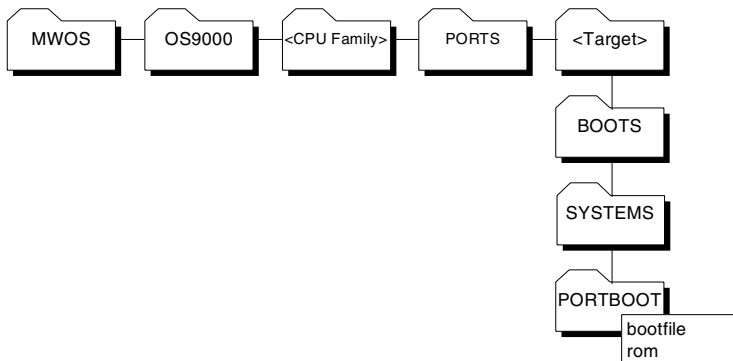 MWOS OS9000 <CPU Family> PORTS <Target>
BOOTS
SYSTEMS
PORTBOOT
bootfile
rom